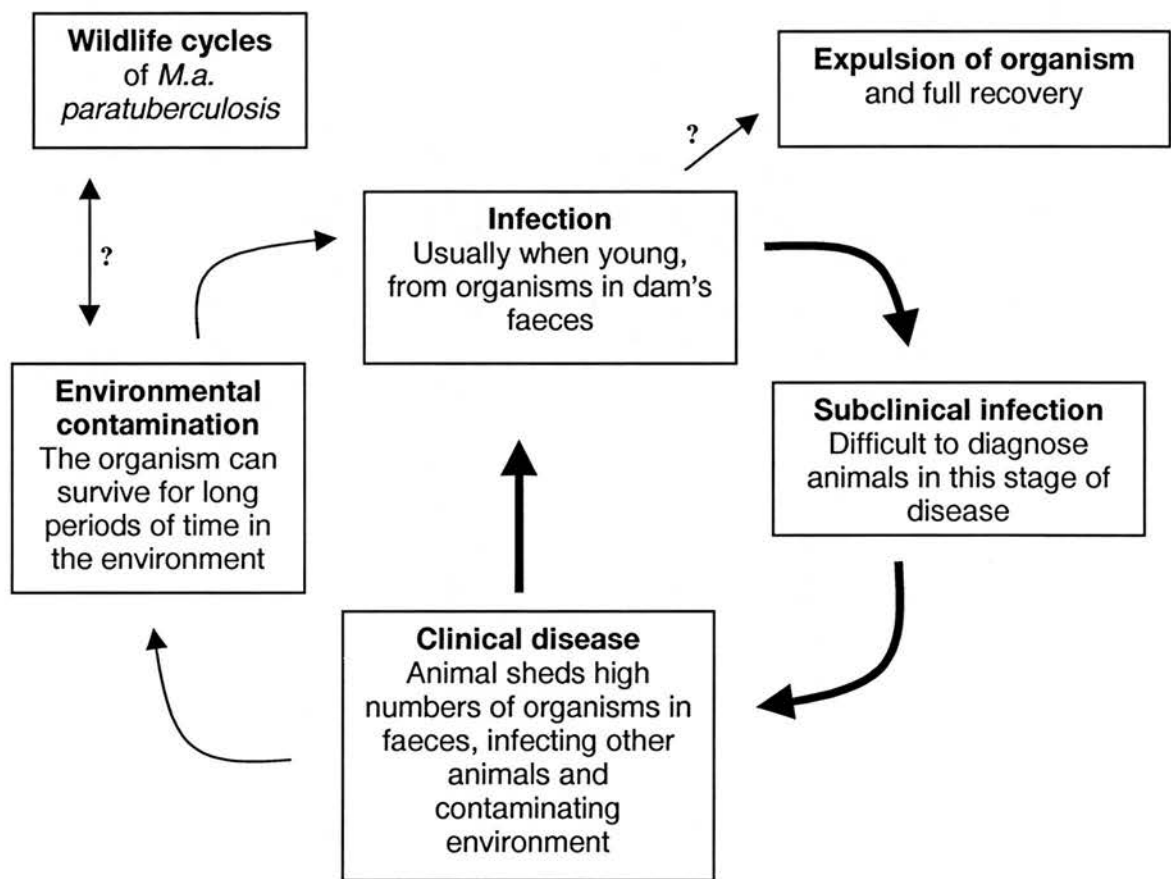 Wildlife cycles
of M.a.
paratuberculosis
Expulsion of organism
and full recovery
?
?
Infection
Usually when young,
from organisms in dam's
faeces
Environmental
contamination
The organism can
survive for long
periods of time in
the environment
Subclinical infection
Difficult to diagnose
animals in this stage of
disease
Clinical disease
Animal sheds high
numbers of organisms in
faeces, infecting other
animals and
contaminating
environment